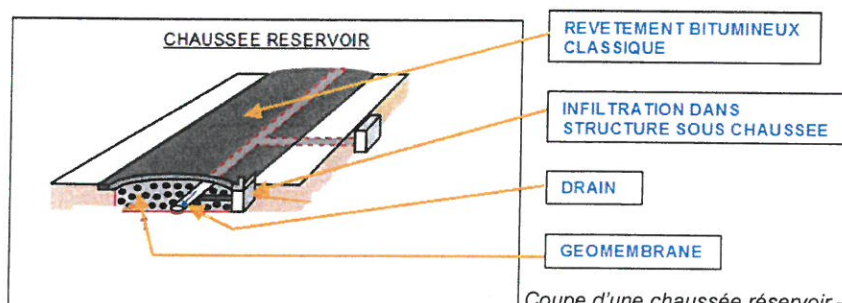 CHAUSSEE RESERVOIR
REVETEMENT BITUMINEUX
CLASSIQUE
INFILTRATION DANS
STRUCTURE SOUS CHAUSSEE
DRAIN
GEOMEMBRANE
Coupe d'une chaussée réservoir -